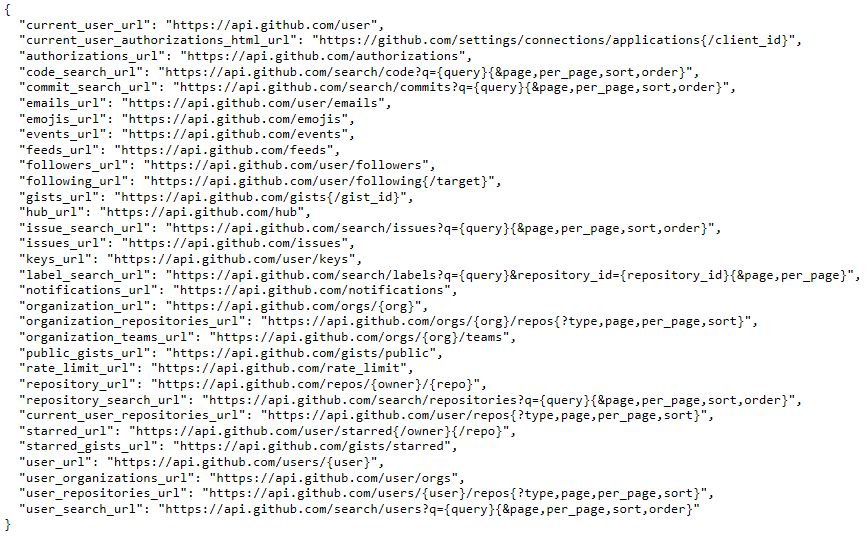 {
  "current_user_url": "https://api.github.com/user",
  "current_user_authorizations_html_url": "https://github.com/settings/connections/applications{/client_id}",
  "authorizations_url": "https://api.github.com/authorizations",
  "code_search_url": "https://api.github.com/search/code?q={query}{&page,per_page,sort,order}",
  "commit_search_url": "https://api.github.com/search/commits?q={query}{&page,per_page,sort,order}",
  "emails_url": "https://api.github.com/user/emails",
  "emojis_url": "https://api.github.com/emojis",
  "events_url": "https://api.github.com/events",
  "feeds_url": "https://api.github.com/feeds",
  "followers_url": "https://api.github.com/user/followers",
  "following_url": "https://api.github.com/user/following{/target}",
  "gists_url": "https://api.github.com/gists{/gist_id}",
  "hub_url": "https://api.github.com/hub",
  "issue_search_url": "https://api.github.com/search/issues?q={query}{&page,per_page,sort,order}",
  "issues_url": "https://api.github.com/issues",
  "keys_url": "https://api.github.com/user/keys",
  "label_search_url": "https://api.github.com/search/labels?q={query}&repository_id={repository_id}{&page,per_page}",
  "notifications_url": "https://api.github.com/notifications",
  "organization_url": "https://api.github.com/orgs/{org}",
  "organization_repositories_url": "https://api.github.com/orgs/{org}/repos{?type,page,per_page,sort}",
  "organization_teams_url": "https://api.github.com/orgs/{org}/teams",
  "public_gists_url": "https://api.github.com/gists/public",
  "rate_limit_url": "https://api.github.com/rate_limit",
  "repository_url": "https://api.github.com/repos/{owner}/{repo}",
  "repository_search_url": "https://api.github.com/search/repositories?q={query}{&page,per_page,sort,order}",
  "current_user_repositories_url": "https://api.github.com/user/repos{?type,page,per_page,sort}",
  "starred_url": "https://api.github.com/user/starred{/owner}{/repo}",
  "starred_gists_url": "https://api.github.com/gists/starred",
  "user_url": "https://api.github.com/users/{user}",
  "user_organizations_url": "https://api.github.com/user/orgs",
  "user_repositories_url": "https://api.github.com/users/{user}/repos{?type,page,per_page,sort}",
  "user_search_url": "https://api.github.com/search/users?q={query}{&page,per_page,sort,order}"
}